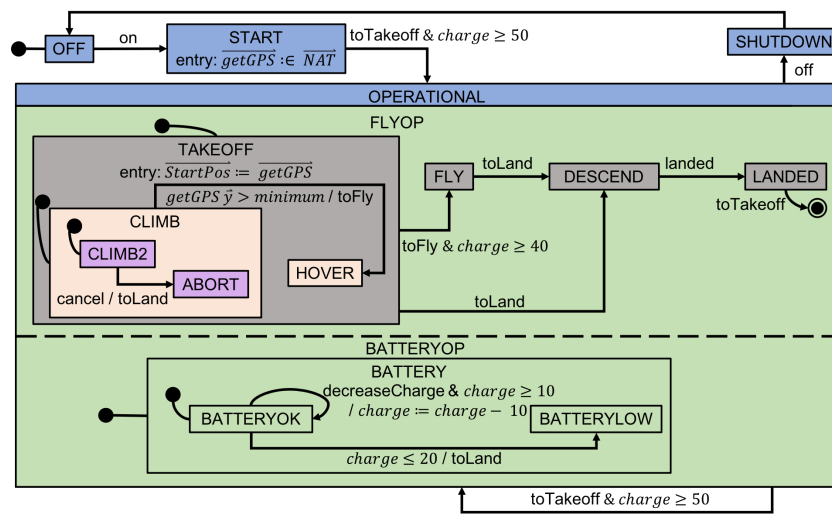 OFF
on
START
entry: getGPS :∈ NAT
toTakeoff & charge ≥ 50
SHUTDOWN
off
OPERATIONAL
FLYOP
TAKEOFF
entry: StartPos ≔ getGPS
getGPS y⃗ > minimum / toFly
CLIMB
CLIMB2
ABORT
cancel / toLand
HOVER
FLY
toLand
DESCEND
landed
LANDED
toTakeoff
toFly & charge ≥ 40
toLand
BATTERYOP
BATTERY
decreaseCharge & charge ≥ 10
/ charge ≔ charge − 10
BATTERYOK
BATTERYLOW
charge ≤ 20 / toLand
toTakeoff & charge ≥ 50